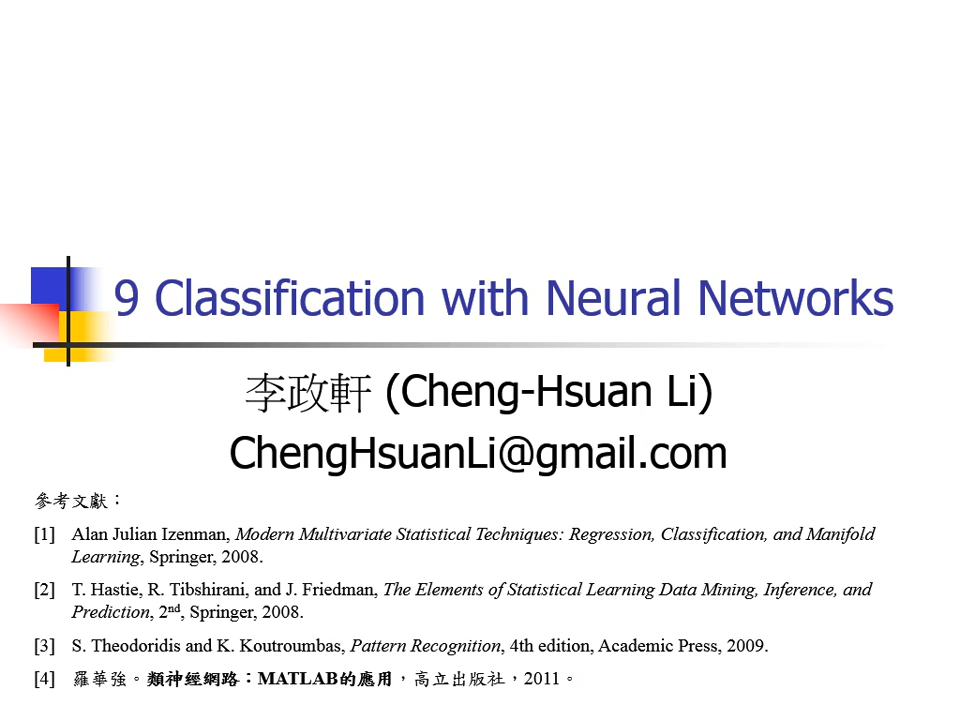 9 Classification with Neural Networks
李政軒 (Cheng-Hsuan Li)
ChengHsuanLi@gmail.com
參考文獻：
[1] Alan Julian Izenman, Modern Multivariate Statistical Techniques: Regression, Classification, and Manifold
Learning, Springer, 2008.
[2] T. Hastie, R. Tibshirani, and J. Friedman, The Elements of Statistical Learning Data Mining, Inference, and
Prediction, 2nd, Springer, 2008.
[3] S. Theodoridis and K. Koutroumbas, Pattern Recognition, 4th edition, Academic Press, 2009.
[4] 羅華強。類神經網路：MATLAB的應用，高立出版社，2011。